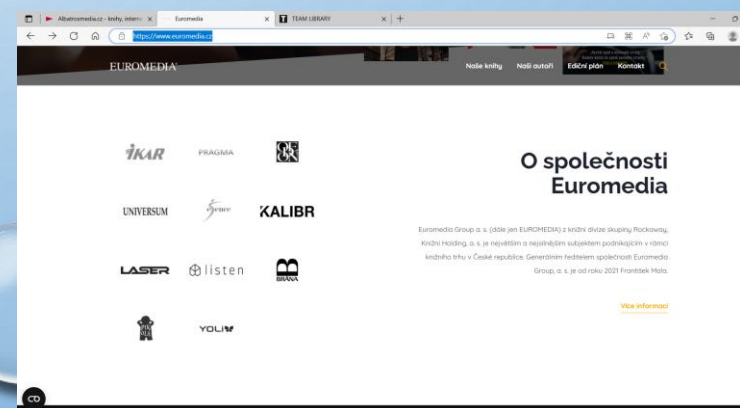 Albatrosmedia.cz - knihy, intern
Euromedia
TEAM LIBRARY
https://www.euromedia.cz
EUROMEDIA
Naše knihy Naši autoři Ediční plán Kontakt
IKAR
PRAGMA
UNIVERSUM
KALIBR
LASER
listen
BRÁNA
PIKOLA
YOLI
O společnosti
Euromedia
Euromedia Group a. s. (dále jen EUROMEDIA) z knižní divize skupiny Rockaway,
Knižní Holding, a. s. je největším a nejsilnějším subjektem podnikajícím v rámci
knižního trhu v České republice. Generálním ředitelem společnosti Euromedia
Group, a. s. je od roku 2021 František Mala.
Více informací